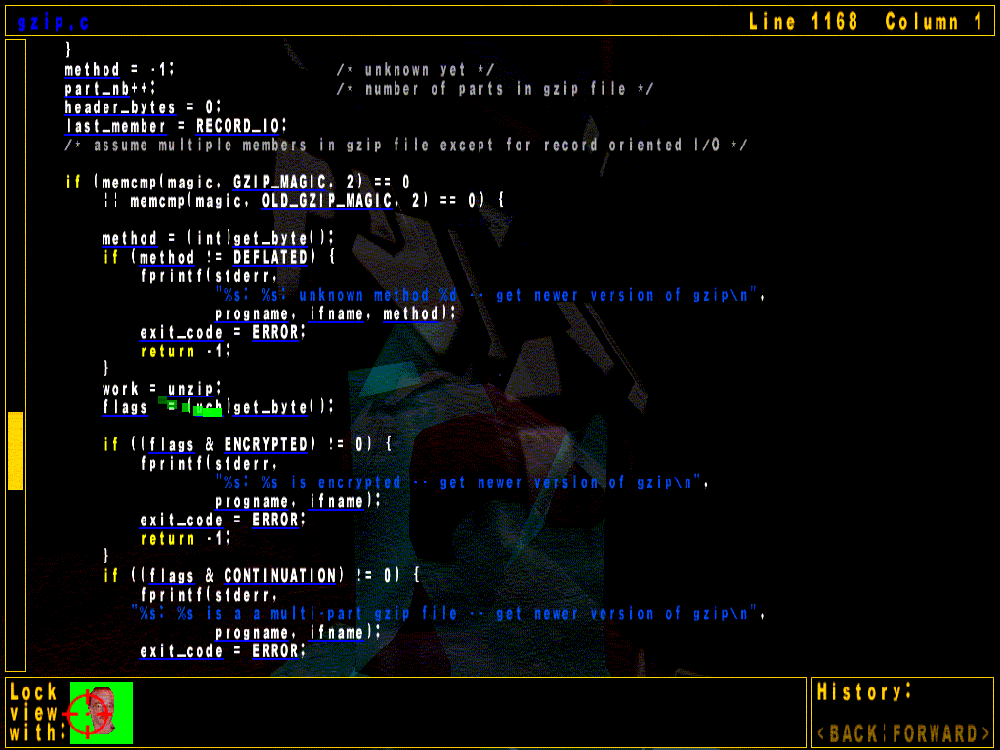 gzip.c
Line 1168 Column 1
}
method = -1;                 /* unknown yet */
part_nb++;                   /* number of parts in gzip file */
header_bytes = 0;
last_member = RECORD_IO;
/* assume multiple members in gzip file except for record oriented I/O */
if (memcmp(magic, GZIP_MAGIC, 2) == 0
    || memcmp(magic, OLD_GZIP_MAGIC, 2) == 0) {
    method = (int)get_byte();
    if (method != DEFLATED) {
        fprintf(stderr,
                "%s: %s: unknown method %d -- get newer version of gzip\n",
                progname, ifname, method);
        exit_code = ERROR;
        return -1;
    }
    work = unzip;
    flags  = (uch)get_byte();
    if ((flags & ENCRYPTED) != 0) {
        fprintf(stderr,
                "%s: %s is encrypted -- get newer version of gzip\n",
                progname, ifname);
        exit_code = ERROR;
        return -1;
    }
    if ((flags & CONTINUATION) != 0) {
        fprintf(stderr,
       "%s: %s is a a multi-part gzip file -- get newer version of gzip\n",
                progname, ifname);
        exit_code = ERROR;
Lock
view
with:
History:
<BACK¦FORWARD>